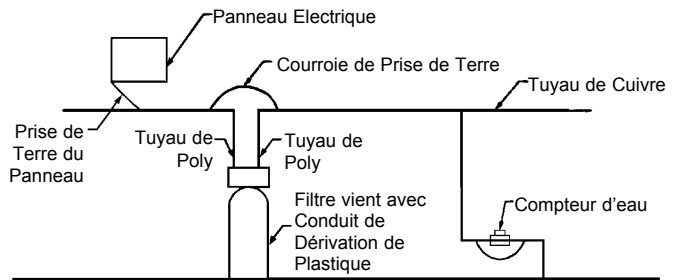 Panneau Electrique
Courroie de Prise de Terre
Tuyau de Cuivre
Prise de
Terre du
Panneau
Tuyau de
Poly
Tuyau de
Poly
Filtre vient avec
Conduit de
Dérivation de
Plastique
Compteur d'eau